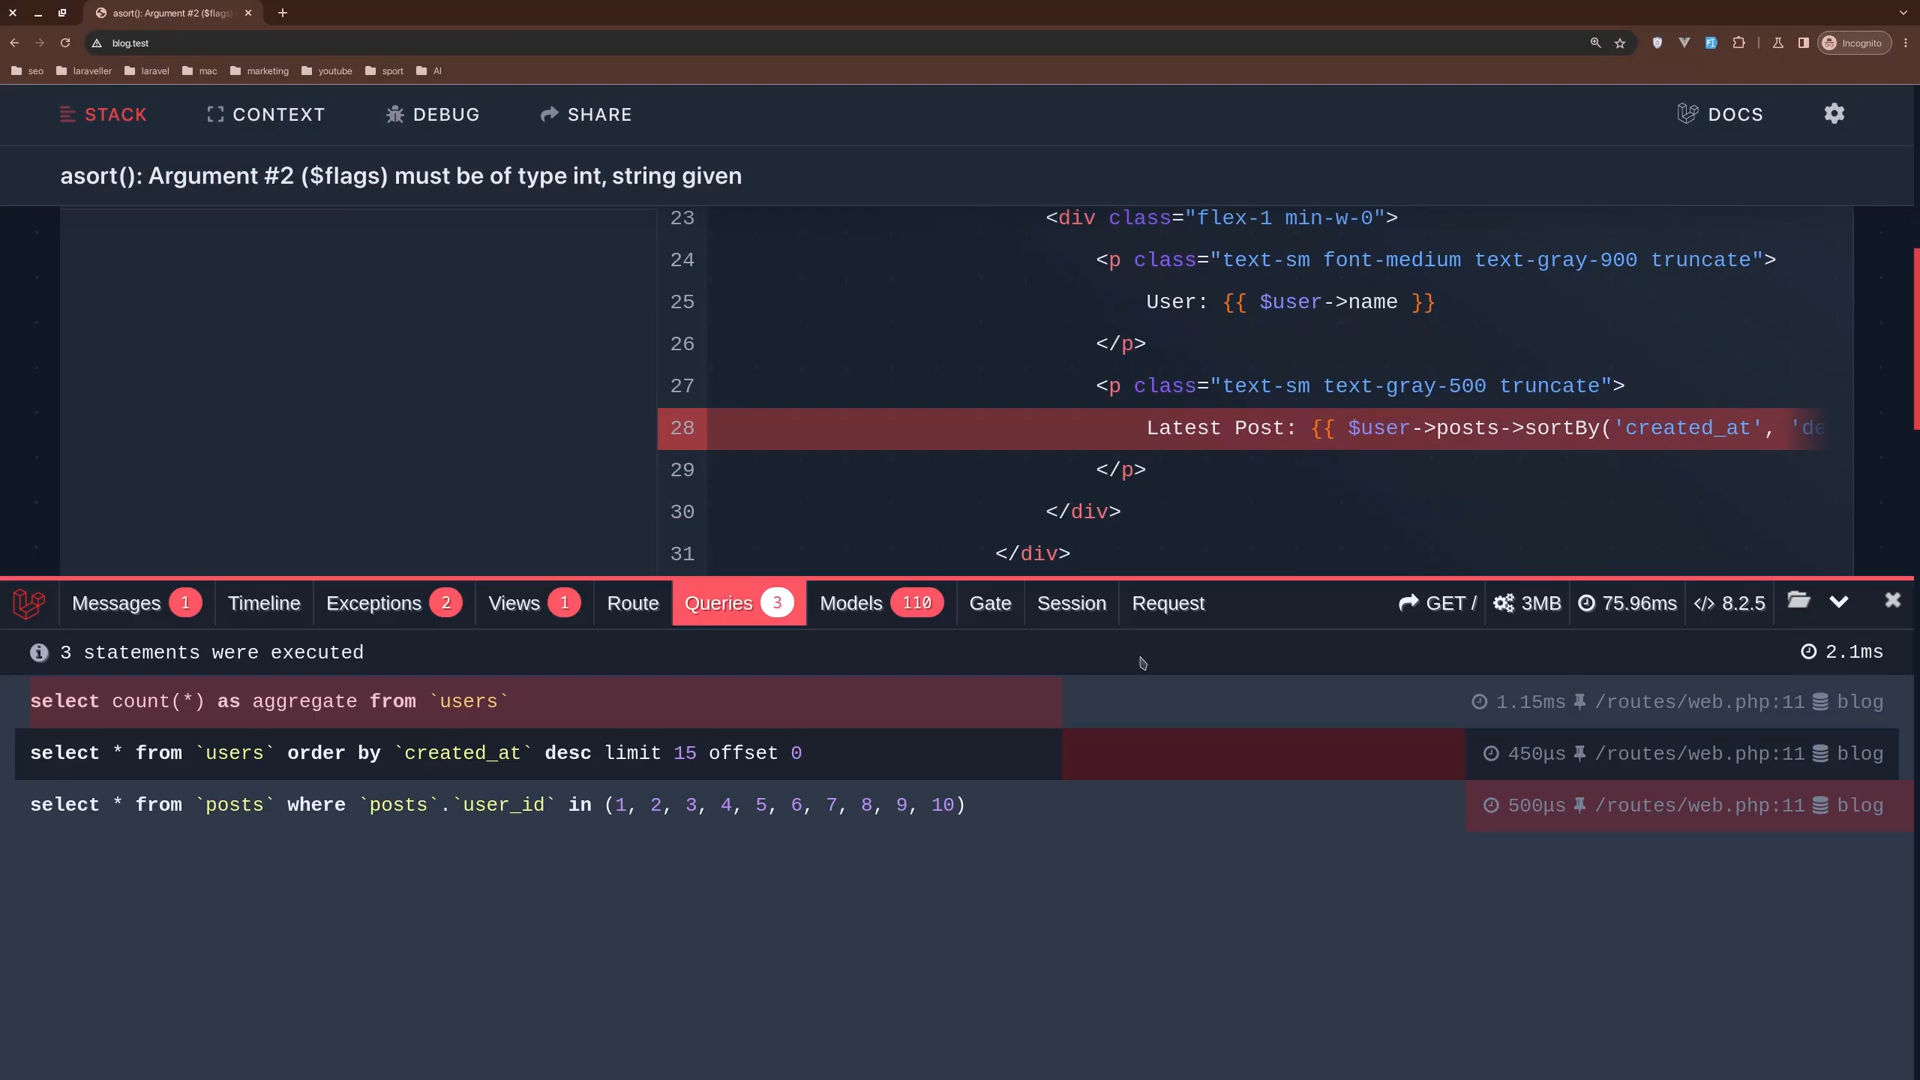 asort(): Argument #2 ($flags)
blog.test
Incognito
seo laraveller laravel mac marketing youtube sport AI
STACK CONTEXT DEBUG SHARE DOCS
asort(): Argument #2 ($flags) must be of type int, string given
23 <div class="flex-1 min-w-0">
24 <p class="text-sm font-medium text-gray-900 truncate">
25 User: {{ $user->name }}
26 </p>
27 <p class="text-sm text-gray-500 truncate">
28 Latest Post: {{ $user->posts->sortBy('created_at', 'de
29 </p>
30 </div>
31 </div>
Messages 1 Timeline Exceptions 2 Views 1 Route Queries 3 Models 110 Gate Session Request GET / 3MB 75.96ms </> 8.2.5
3 statements were executed 2.1ms
select count(*) as aggregate from `users` 1.15ms /routes/web.php:11 blog
select * from `users` order by `created_at` desc limit 15 offset 0 450μs /routes/web.php:11 blog
select * from `posts` where `posts`.`user_id` in (1, 2, 3, 4, 5, 6, 7, 8, 9, 10) 500μs /routes/web.php:11 blog